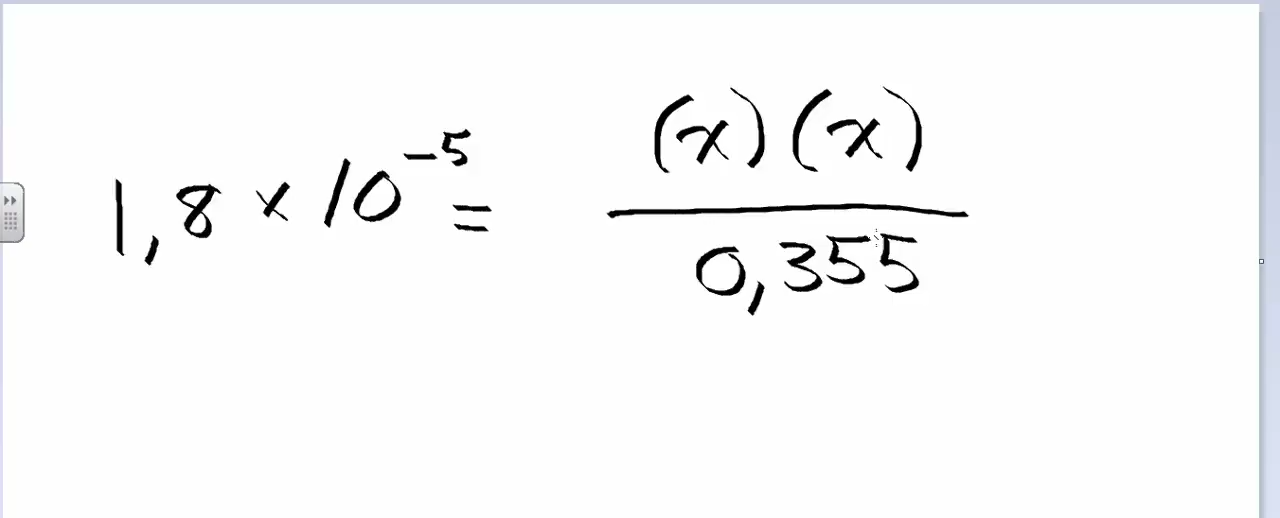 1,8 × 10⁻⁵ = (x)(x)
0,355